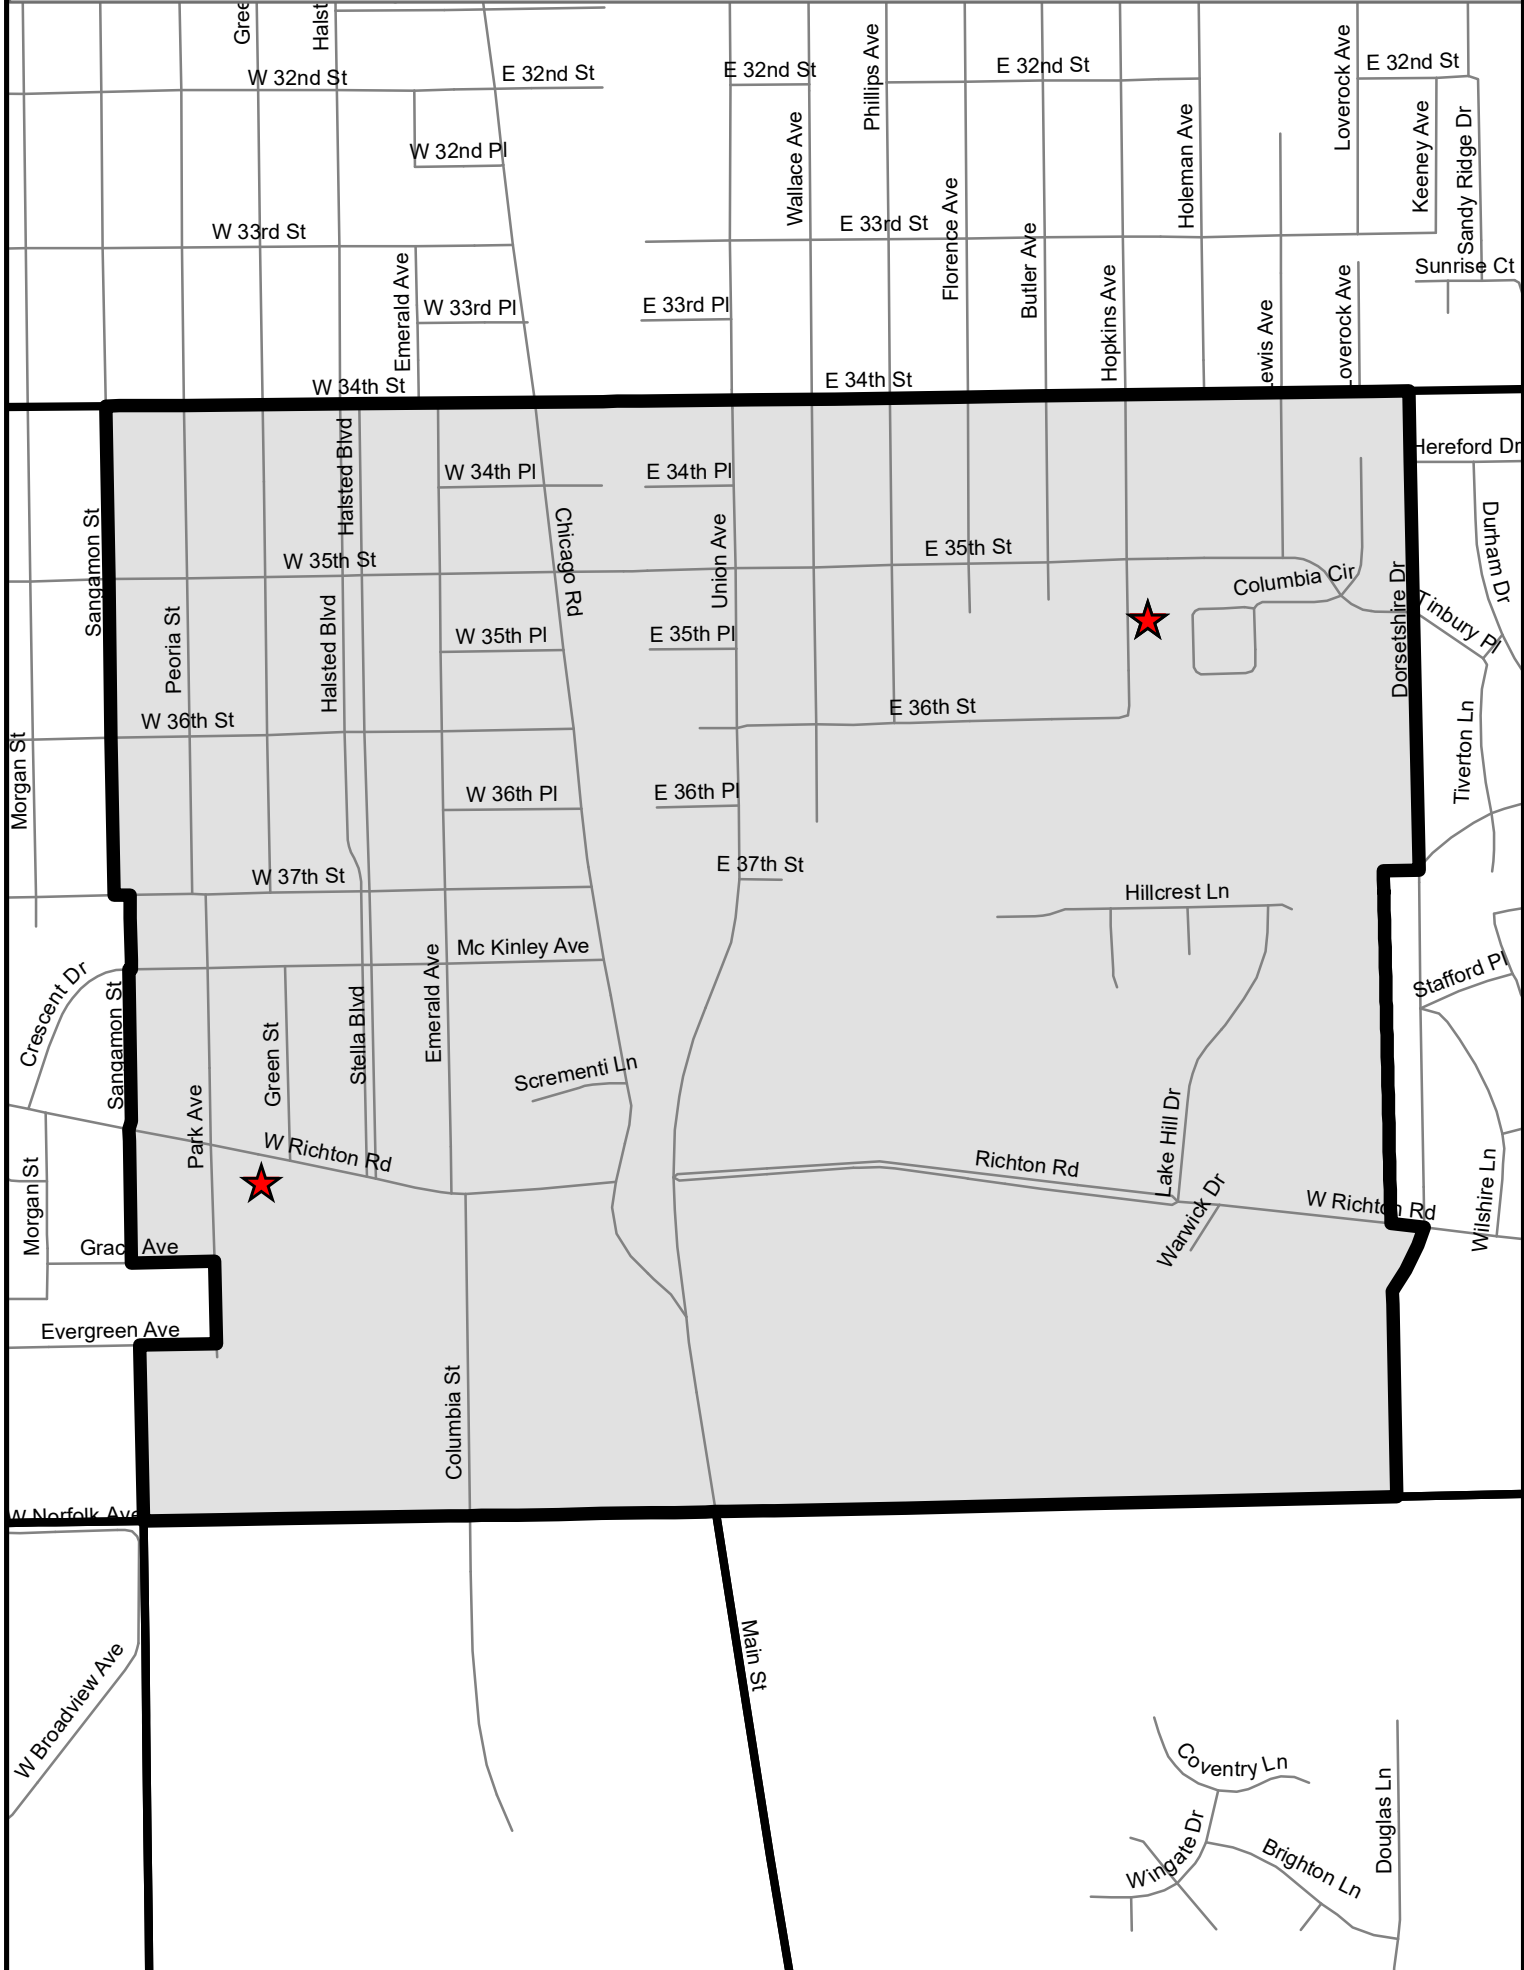 Gree
Halst
W 32nd St
E 32nd St
E 32nd St
Phillips Ave
E 32nd St
Loverock Ave
E 32nd St
W 32nd Pl
Wallace Ave
Holeman Ave
Keeney Ave
Sandy Ridge Dr
W 33rd St
E 33rd St
Florence Ave
Butler Ave
Sunrise Ct
Emerald Ave
W 33rd Pl
E 33rd Pl
Hopkins Ave
Lewis Ave
Loverock Ave
W 34th St
E 34th St
Hereford Dr
Halsted Blvd
W 34th Pl
E 34th Pl
Sangamon St
Chicago Rd
Union Ave
Durham Dr
W 35th St
E 35th St
Columbia Cir
Dorsetshire Dr
Tinbury Pl
Peoria St
Halsted Blvd
W 35th Pl
E 35th Pl
W 36th St
E 36th St
Tiverton Ln
Morgan St
W 36th Pl
E 36th Pl
W 37th St
E 37th St
Hillcrest Ln
Mc Kinley Ave
Crescent Dr
Sangamon St
Emerald Ave
Stafford Pl
Green St
Stella Blvd
Scrementi Ln
Park Ave
Lake Hill Dr
W Richton Rd
Richton Rd
Morgan St
Warwick Dr
W Richton Rd
Wilshire Ln
Grace Ave
Evergreen Ave
Columbia St
W Norfolk Ave
Main St
W Broadview Ave
Coventry Ln
Douglas Ln
Wingate Dr
Brighton Ln